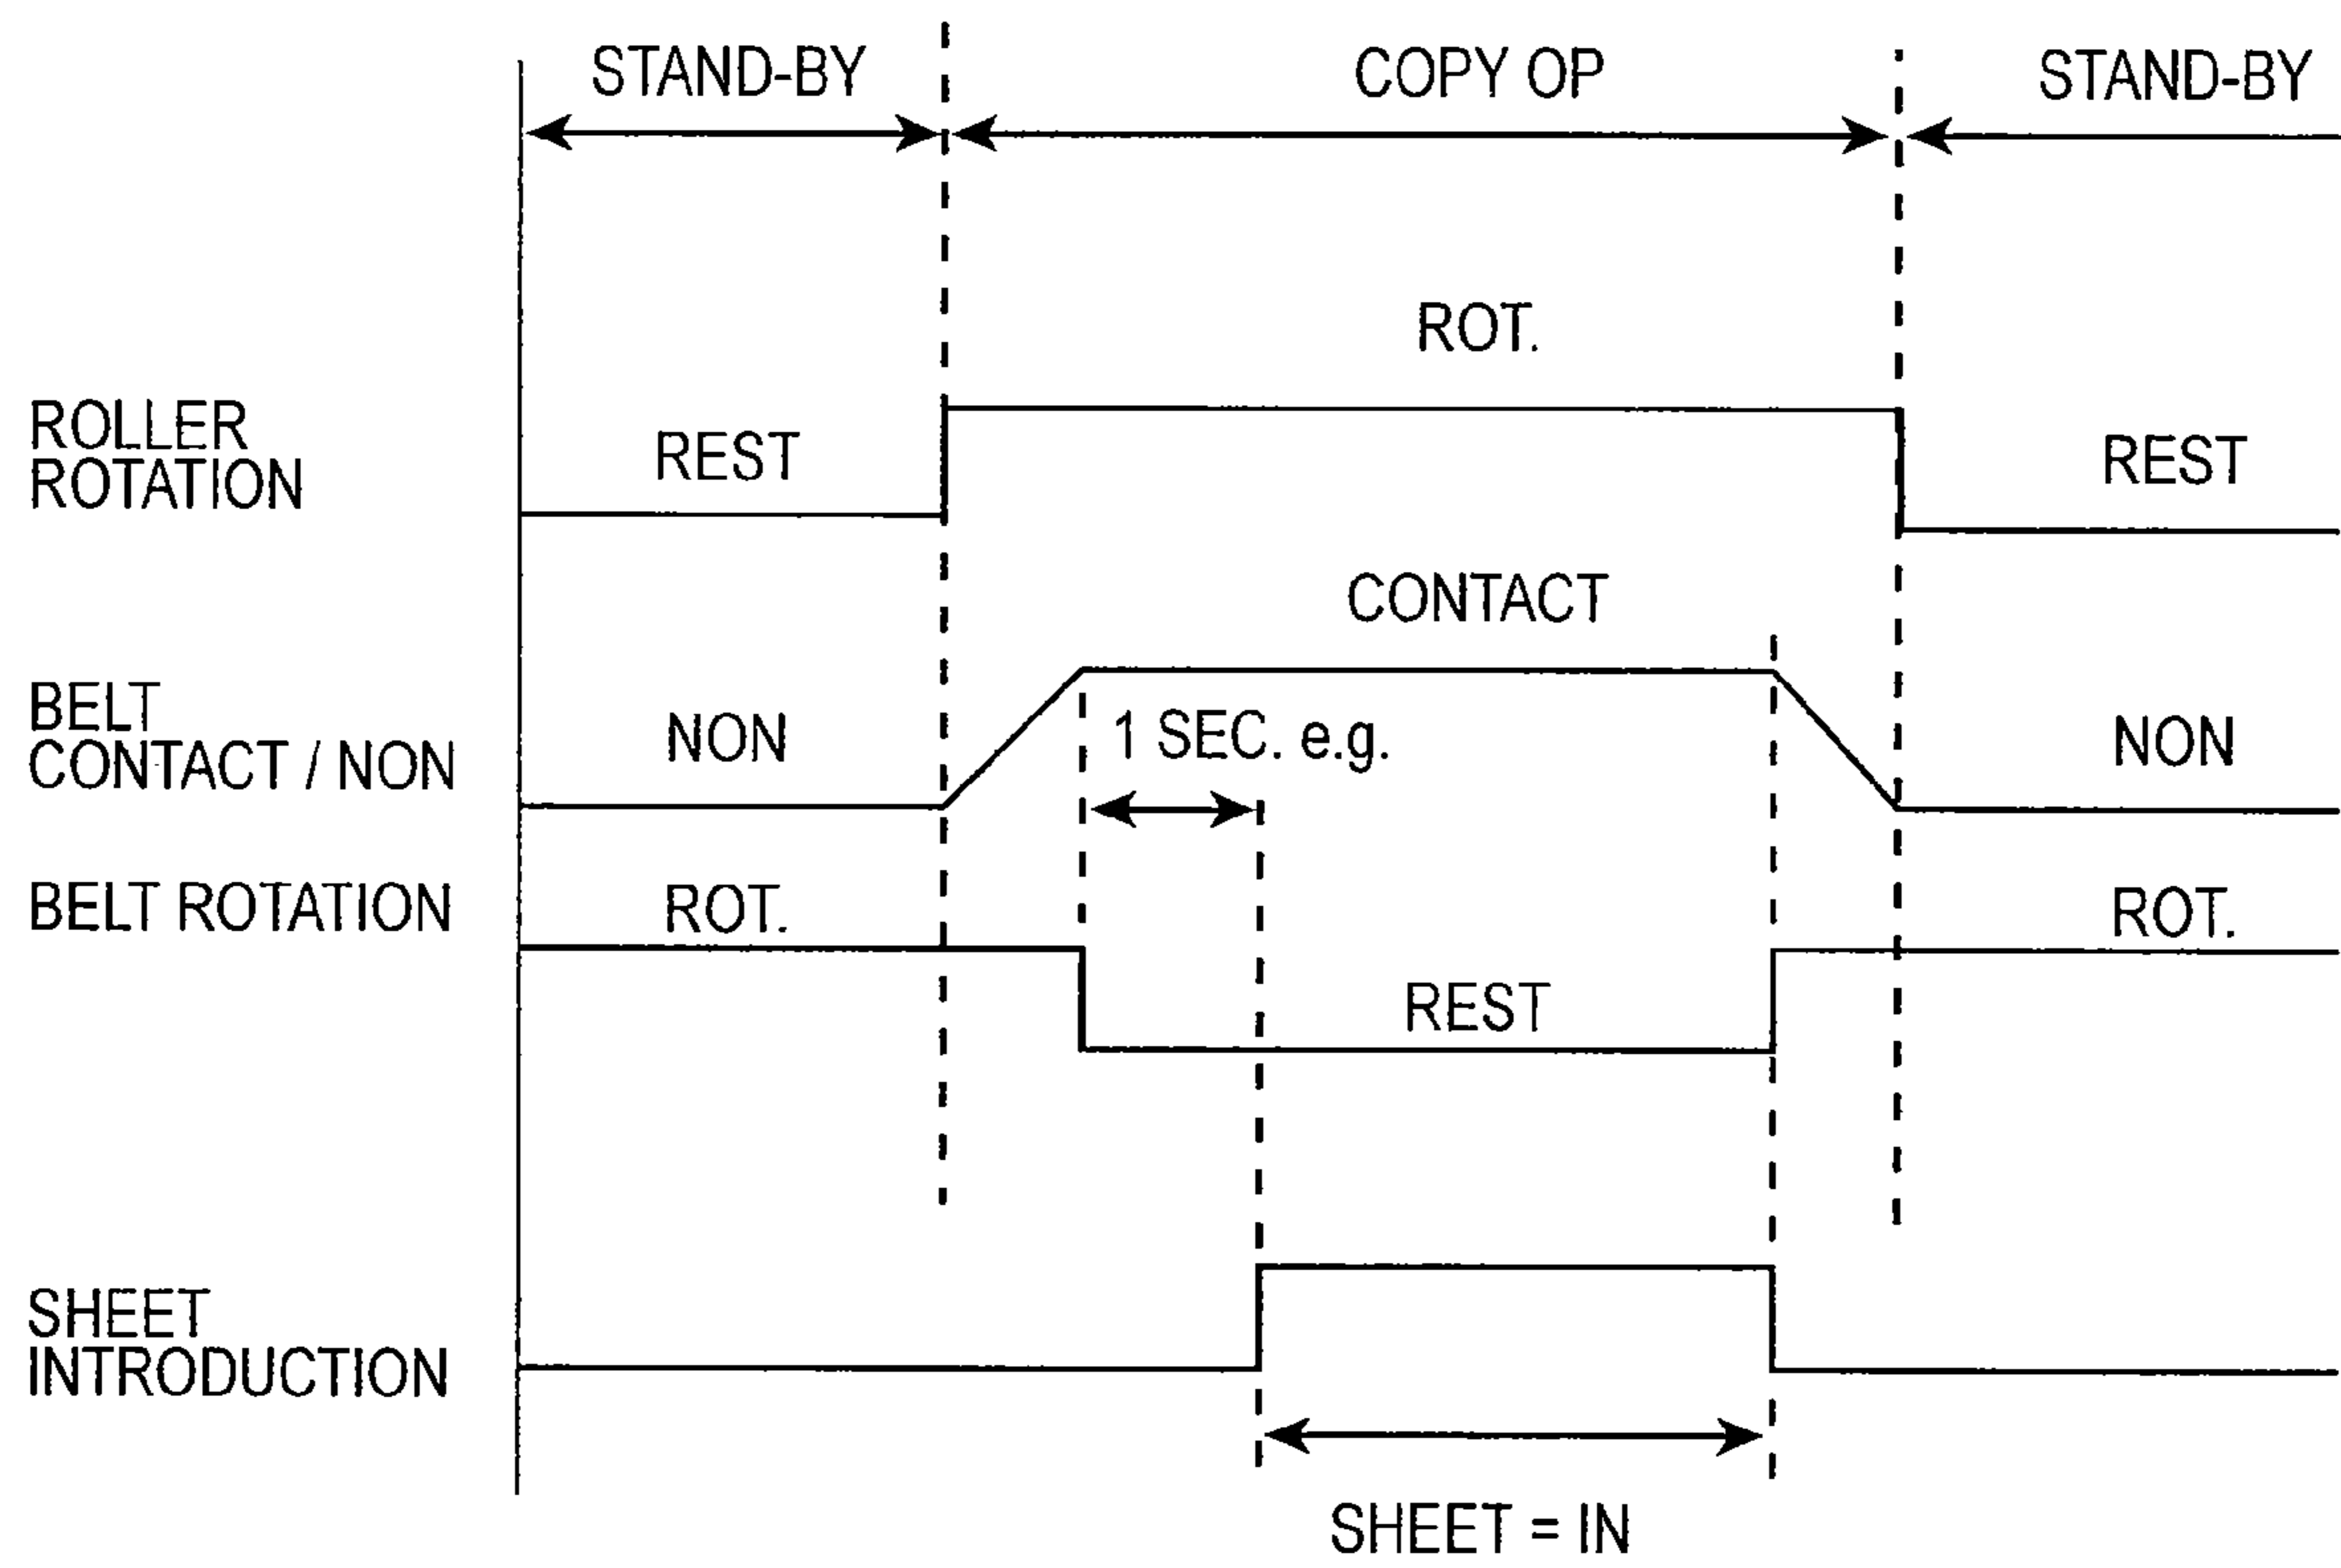 STAND-BY
COPY OP
STAND-BY
ROT.
ROLLER
ROTATION
REST
REST
CONTACT
BELT
CONTACT / NON
NON
1 SEC. e.g.
NON
BELT ROTATION
ROT.
ROT.
REST
SHEET
INTRODUCTION
SHEET = IN